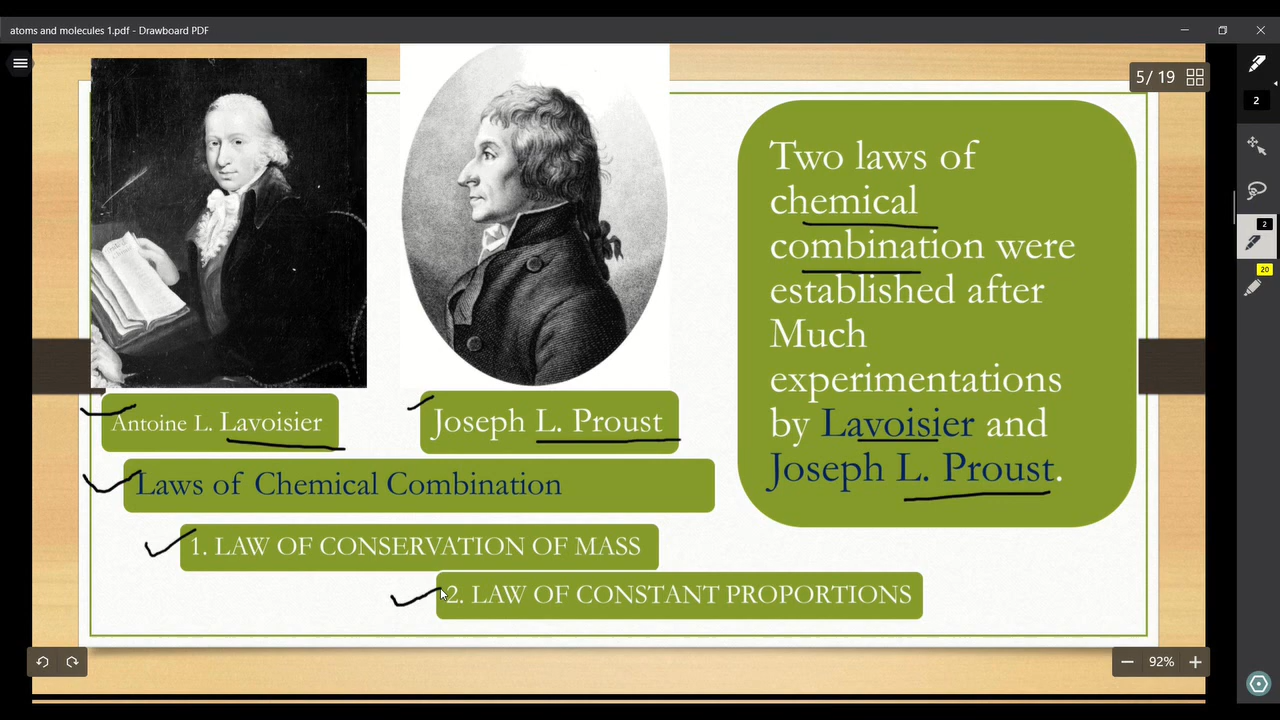 atoms and molecules 1.pdf - Drawboard PDF
5/ 19
2
2
20
Two laws of
chemical
combination were
established after
Much
experimentations
by Lavoisier and
Joseph L. Proust.
Antoine L. Lavoisier
Joseph L. Proust
Laws of Chemical Combination
1. LAW OF CONSERVATION OF MASS
2. LAW OF CONSTANT PROPORTIONS
92%